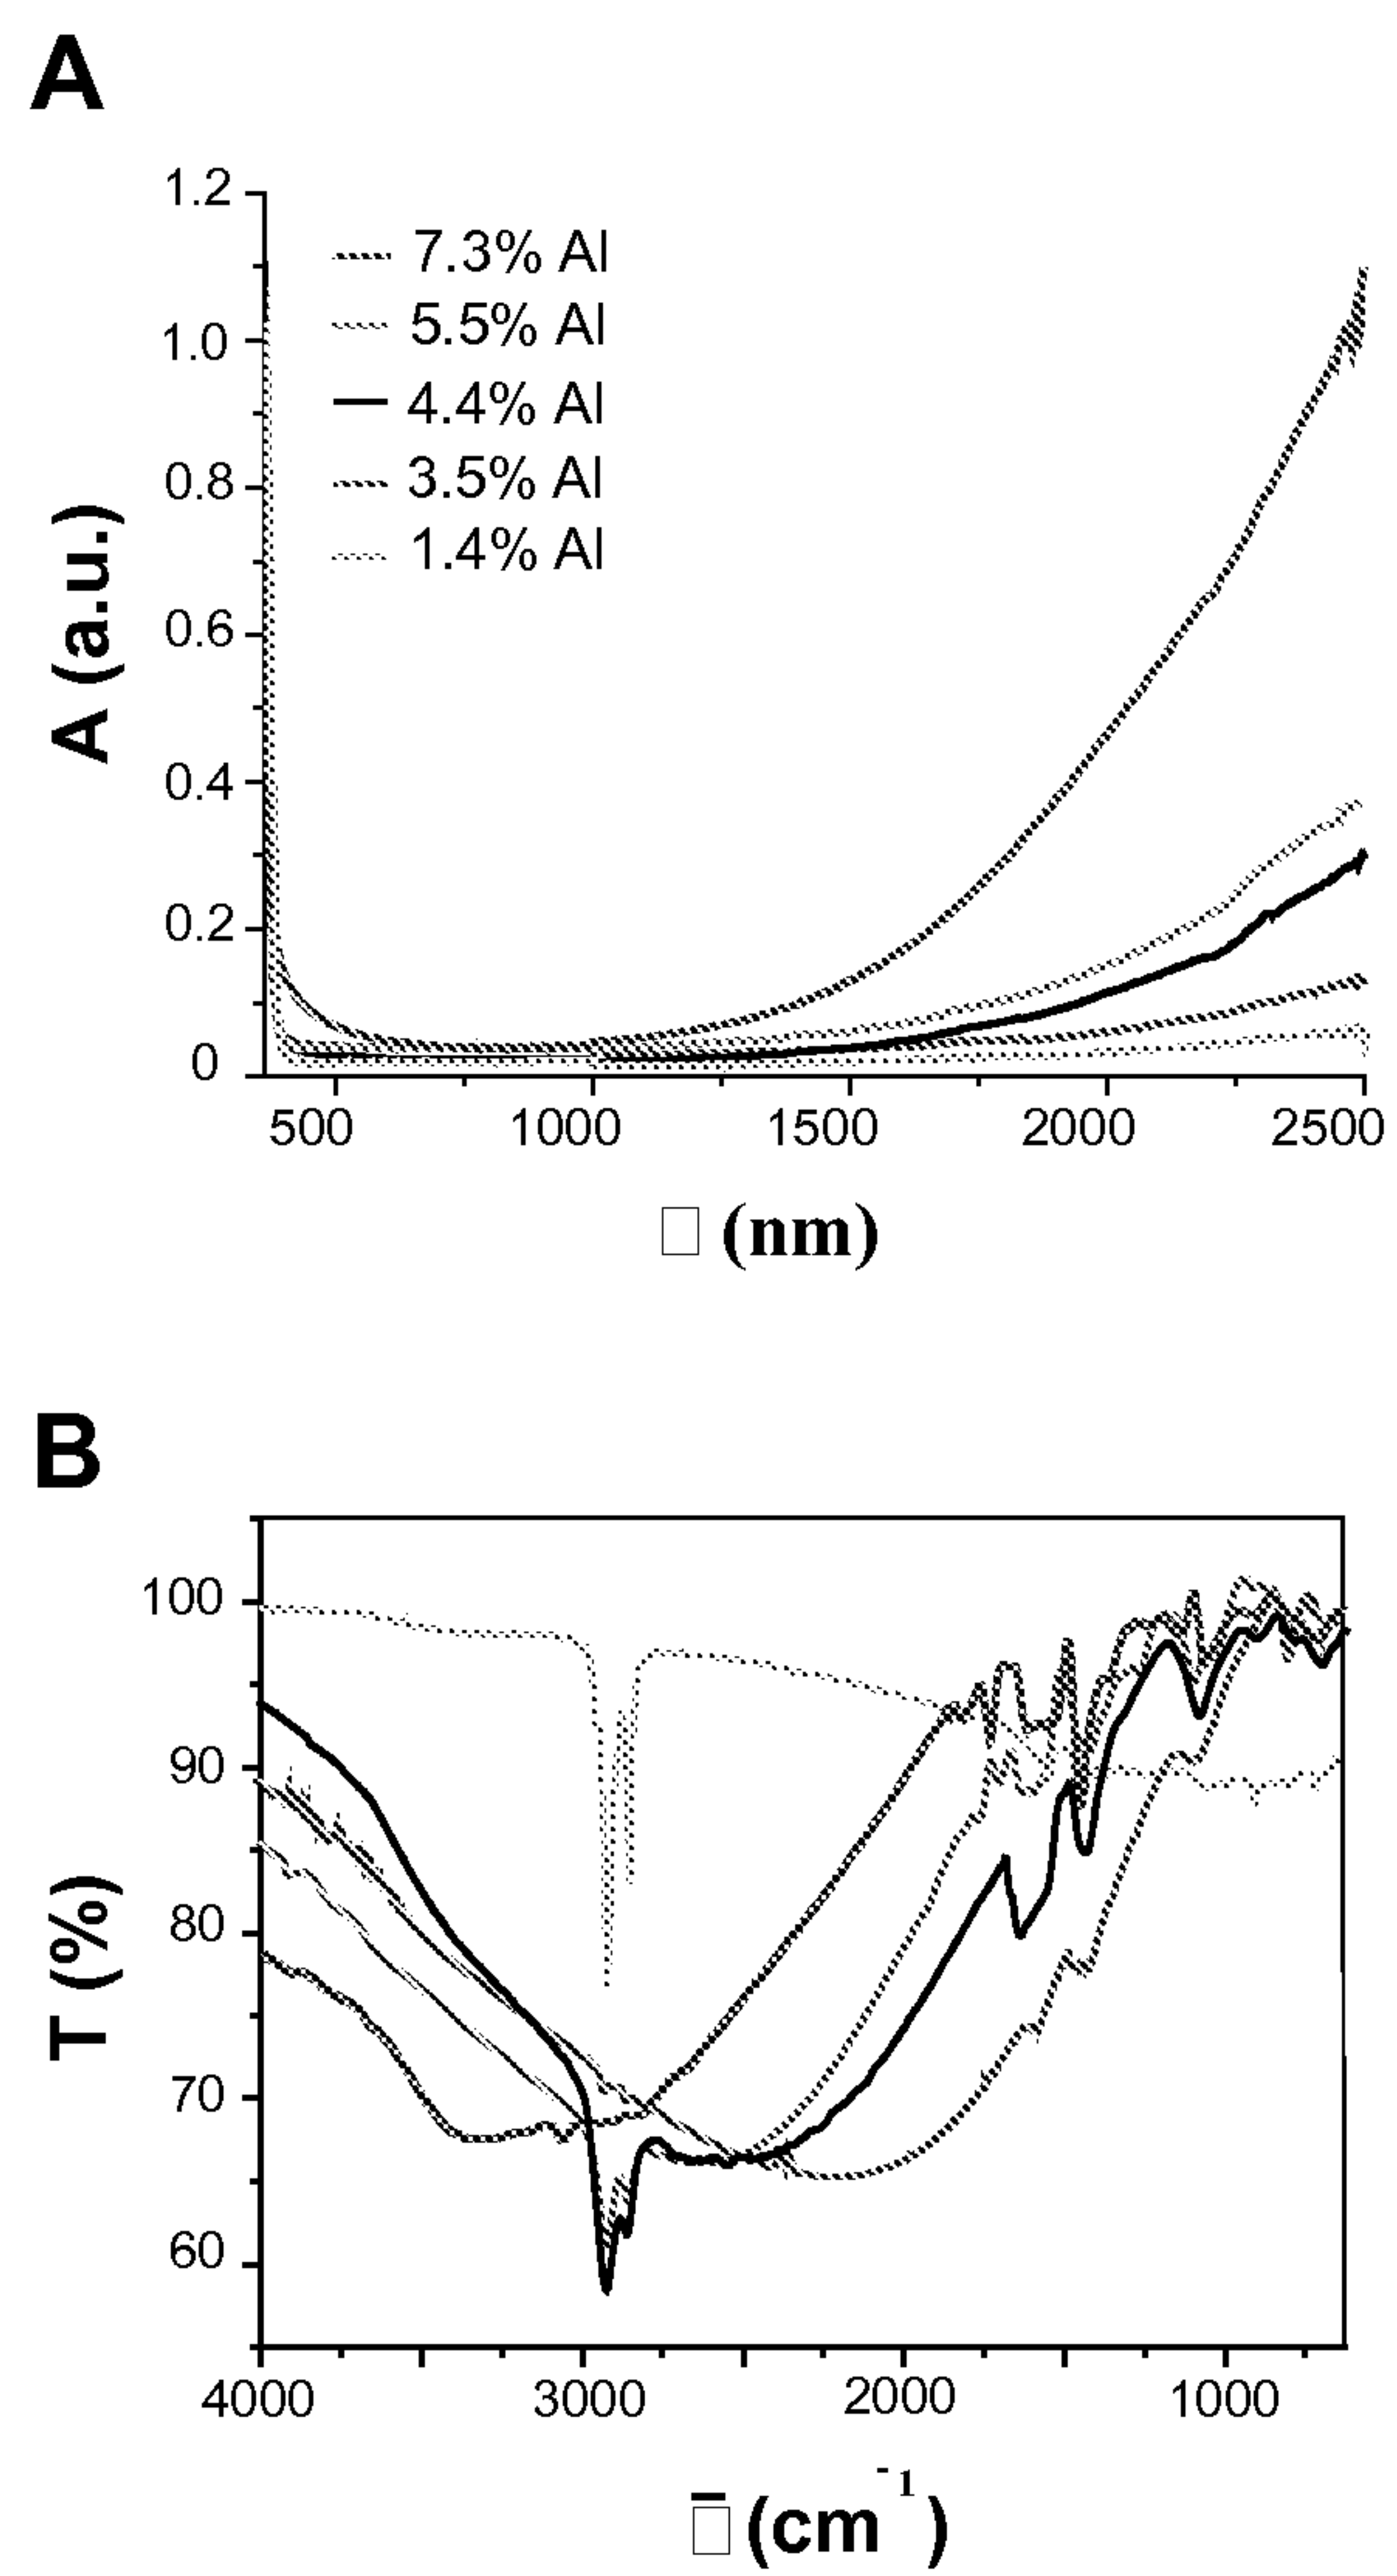 A
1.2
1.0
0.8
0.6
0.4
0.2
0
A (a.u.)
7.3% Al
5.5% Al
4.4% Al
3.5% Al
1.4% Al
500 1000 1500 2000 2500
□ (nm)
B
100
90
80
70
60
T (%)
4000 3000 2000 1000
□̅ (cm⁻¹)